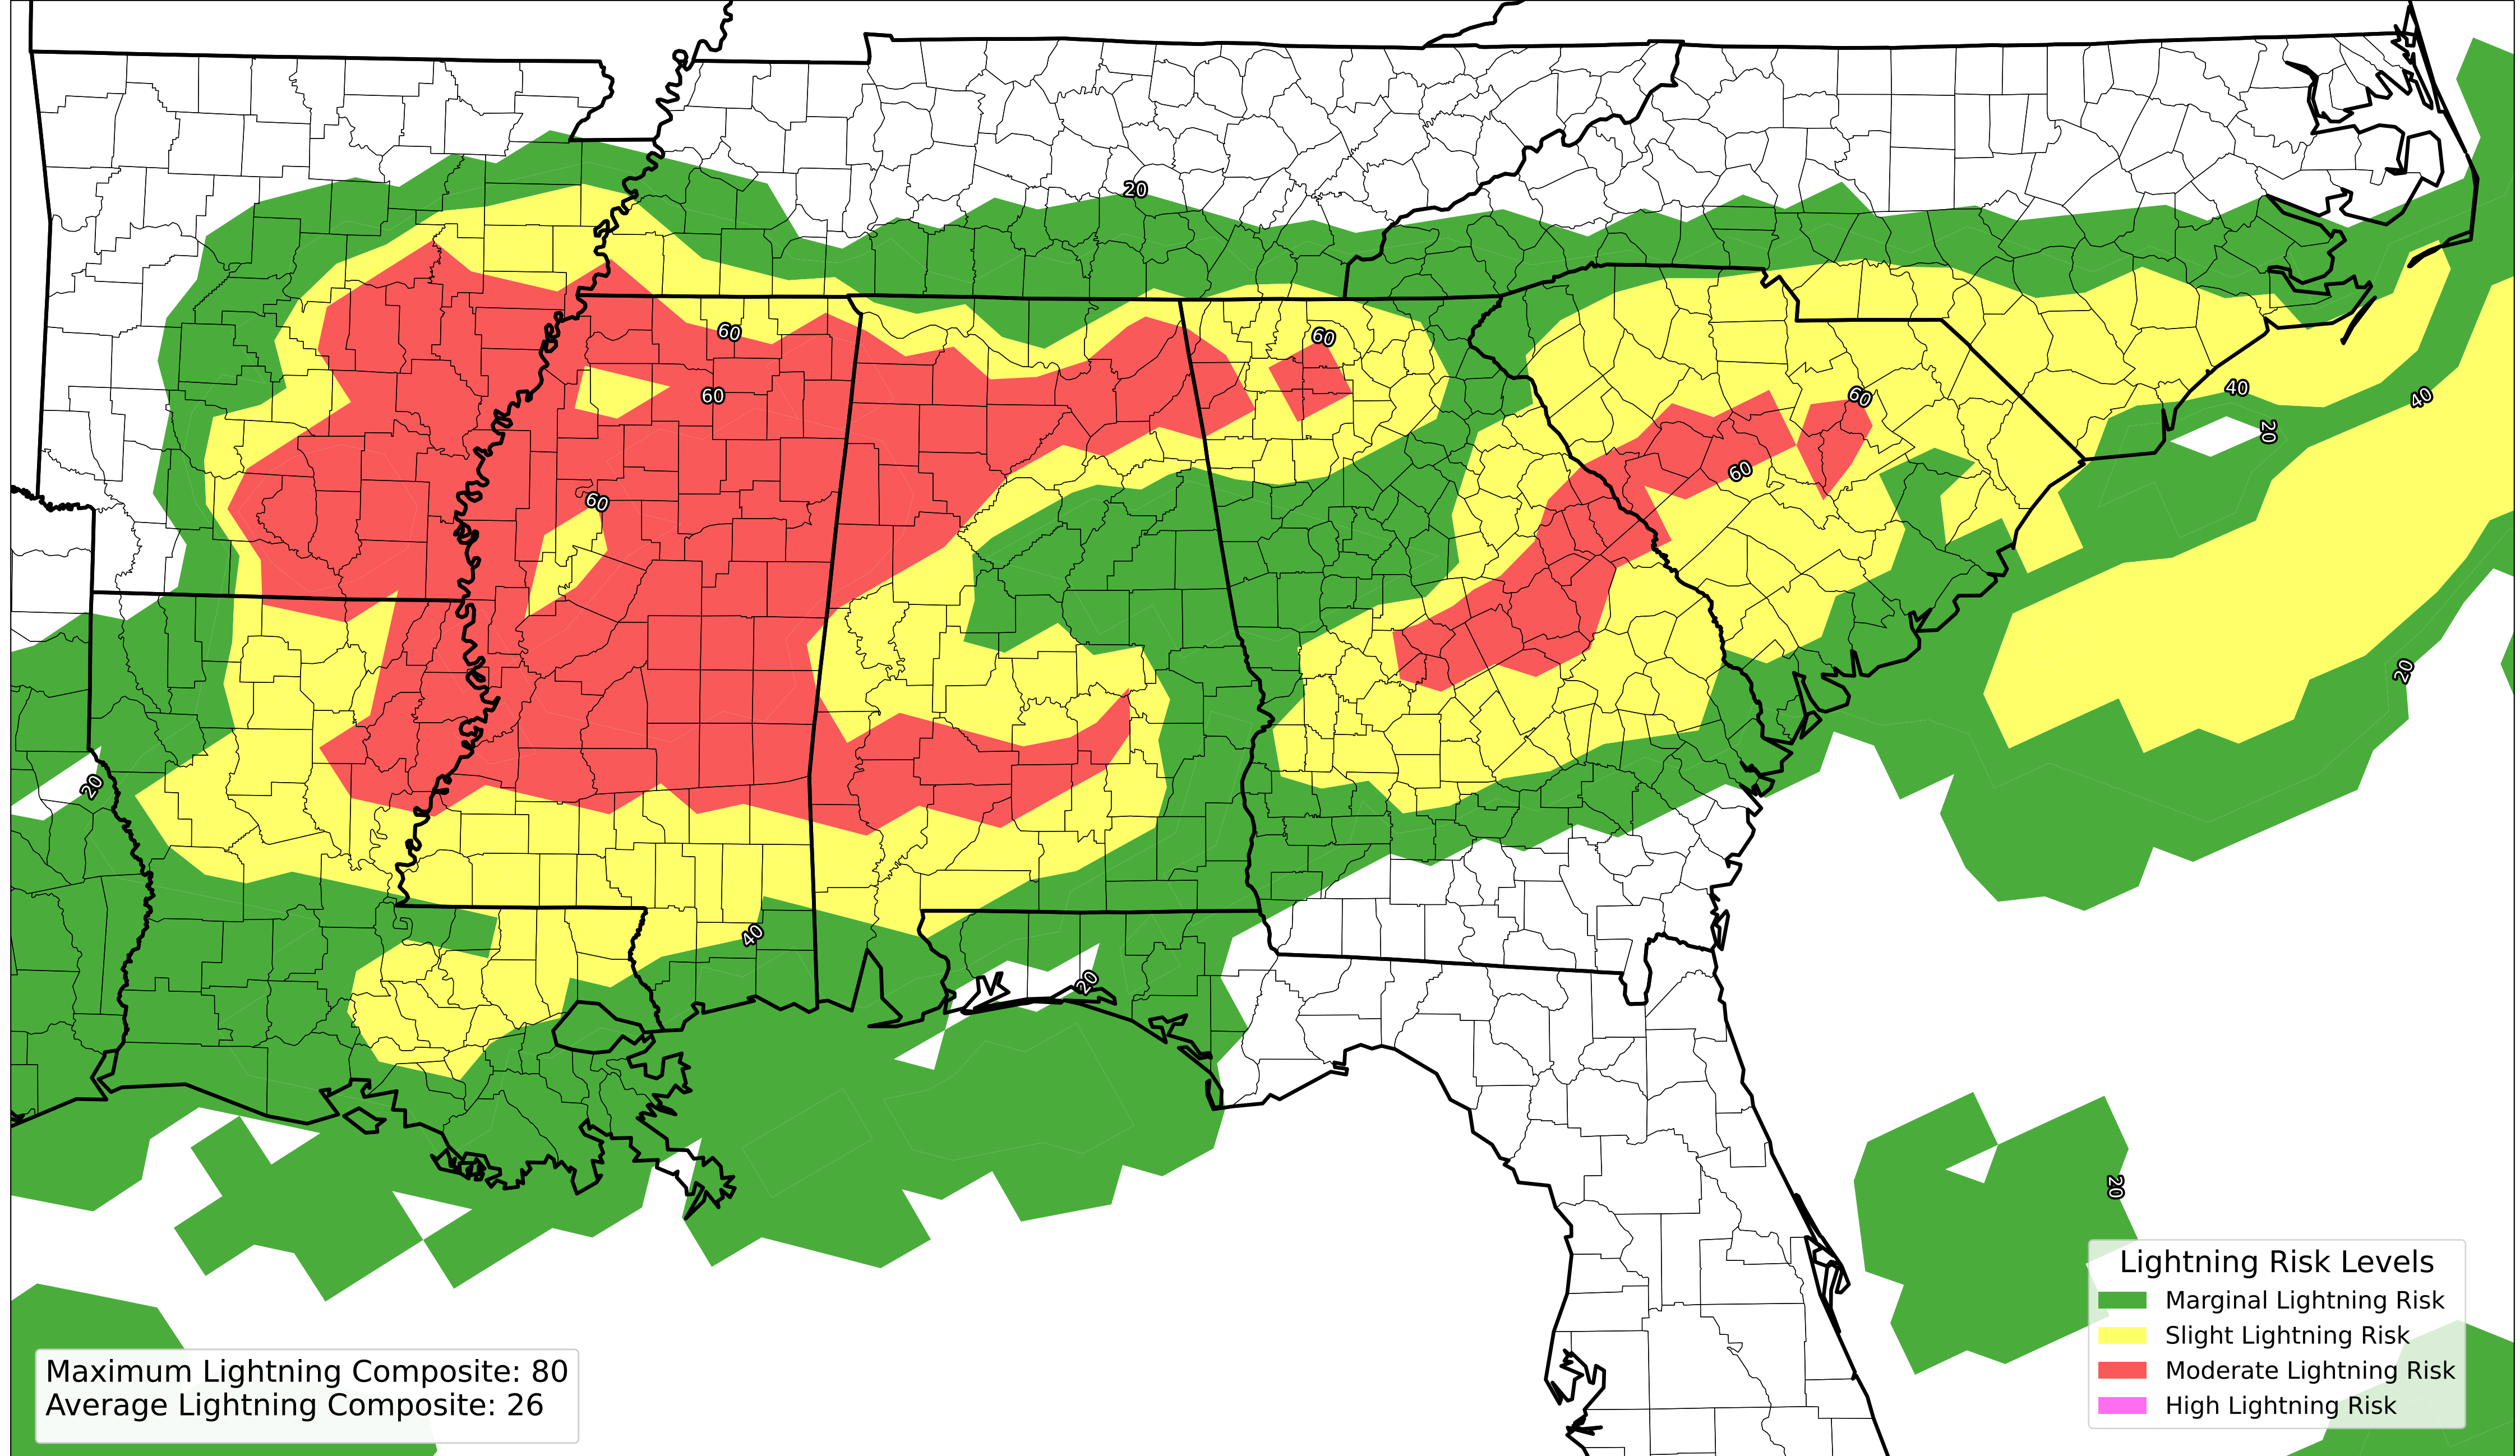 20
60
60
60
60
40
40
60
20
60
20
20
40
20
20
Lightning Risk Levels
Marginal Lightning Risk
Slight Lightning Risk
Moderate Lightning Risk
High Lightning Risk
Maximum Lightning Composite: 80
Average Lightning Composite: 26